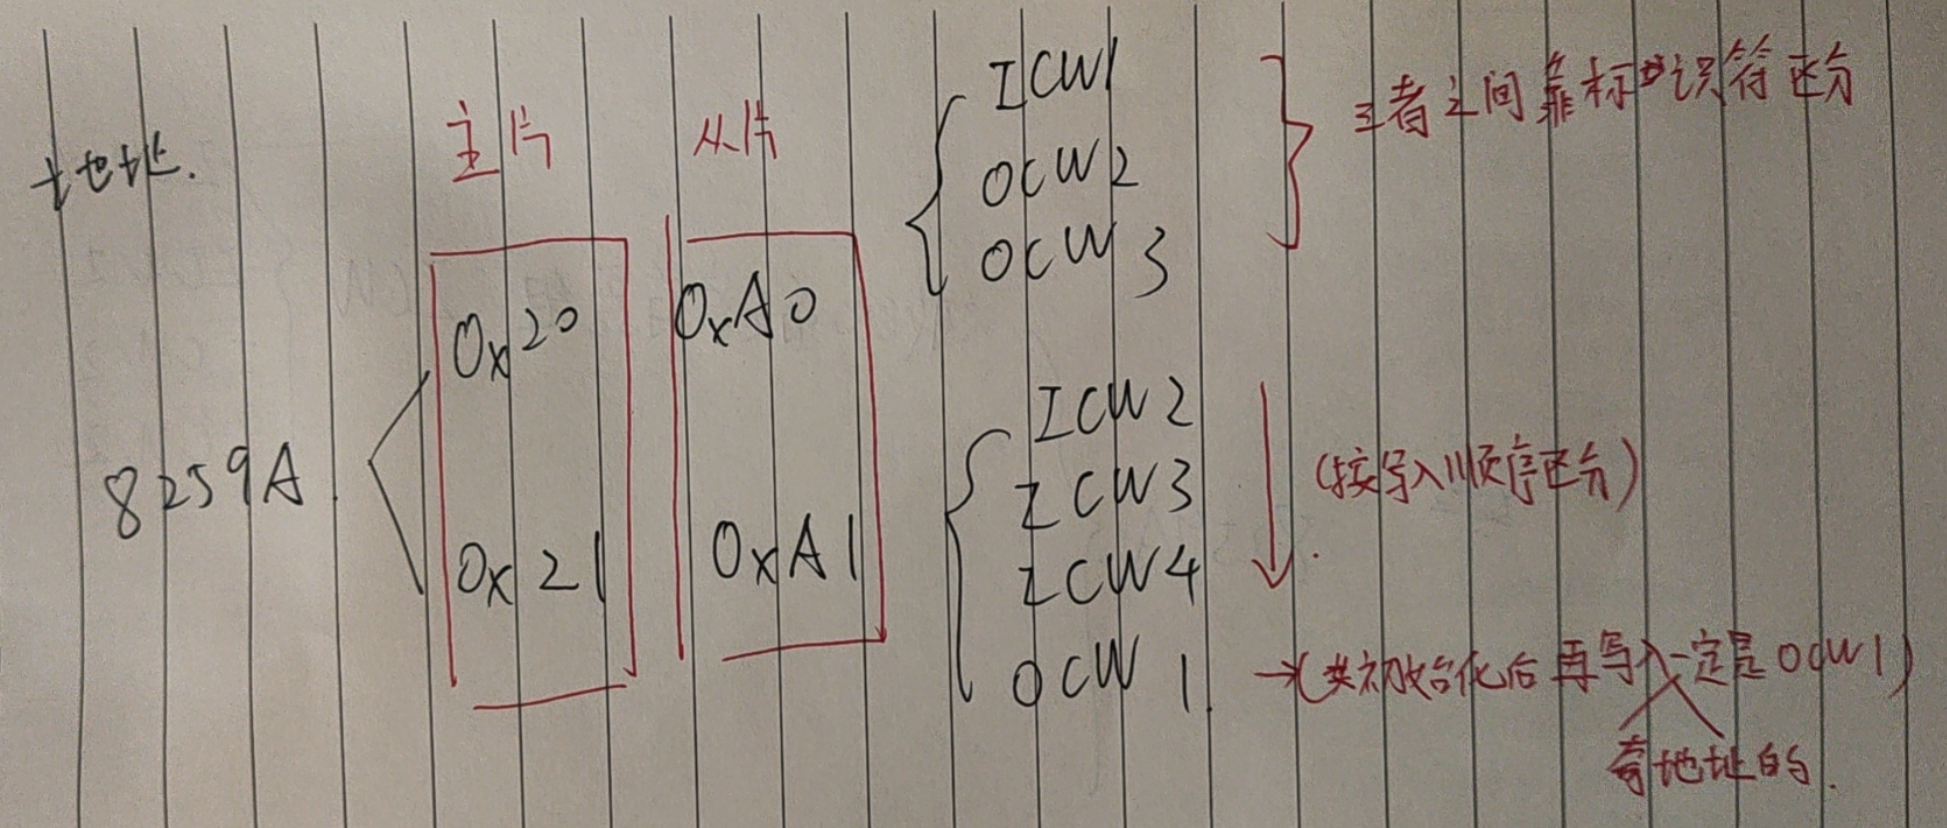 地址.
主片
从片
ICW1
OCW2
OCW3
三者之间靠标识符区分
8259A
0x20
0xA0
0x21
0xA1
ICW2
ICW3
ICW4
OCW1
(按写入顺序区分)
→(初始化后再写入一定是OCW1)
奇地址的.